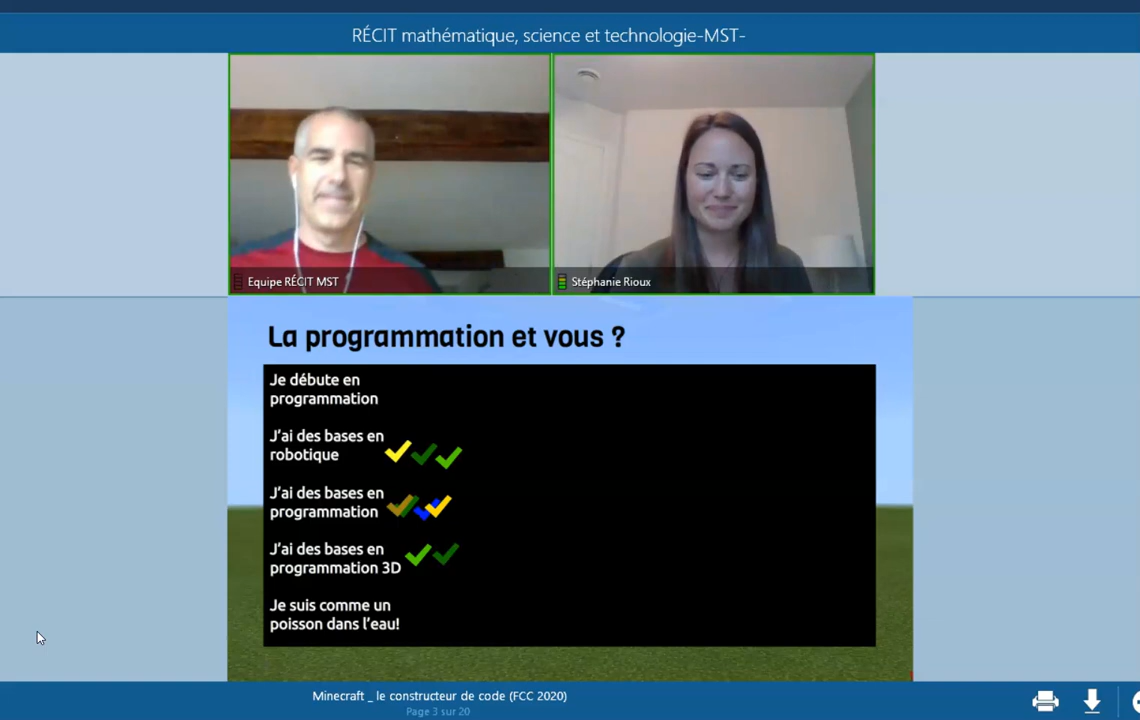 RÉCIT mathématique, science et technologie-MST-
Equipe RÉCIT MST
Stéphanie Rioux
La programmation et vous ?
Je débute en
programmation
J'ai des bases en
robotique
J'ai des bases en
programmation
J'ai des bases en
programmation 3D
Je suis comme un
poisson dans l'eau!
Minecraft _ le constructeur de code (FCC 2020)
Page 3 sur 20